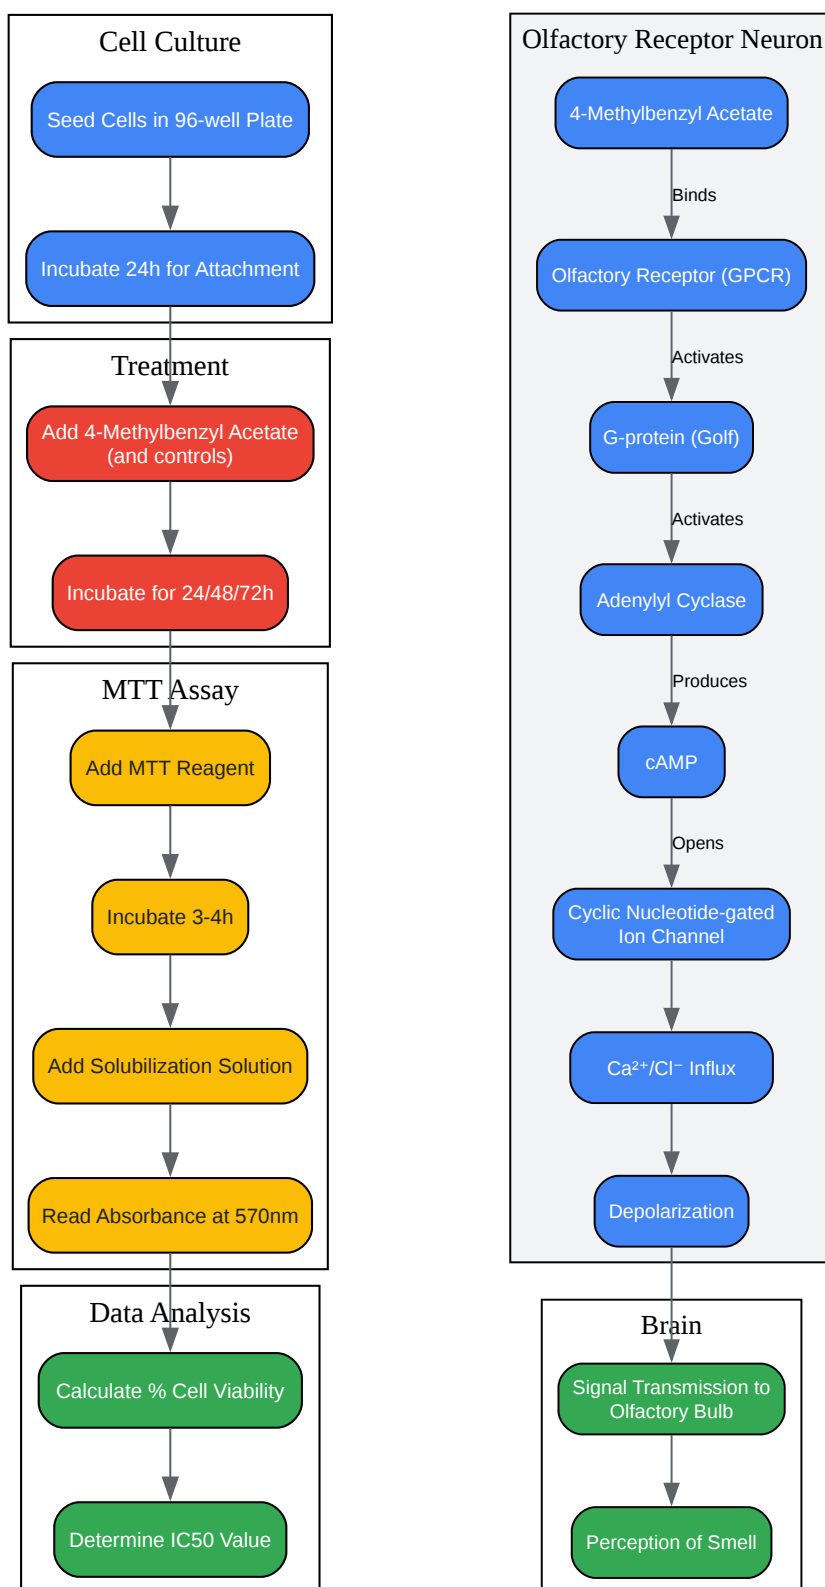 Cell Culture
Seed Cells in 96-well Plate
Incubate 24h for Attachment
Treatment
Add 4-Methylbenzyl Acetate
(and controls)
Incubate for 24/48/72h
MTT Assay
Add MTT Reagent
Incubate 3-4h
Add Solubilization Solution
Read Absorbance at 570nm
Data Analysis
Calculate % Cell Viability
Determine IC50 Value
Olfactory Receptor Neuron
4-Methylbenzyl Acetate
Binds
Olfactory Receptor (GPCR)
Activates
G-protein (Golf)
Activates
Adenylyl Cyclase
Produces
cAMP
Opens
Cyclic Nucleotide-gated
Ion Channel
Ca²⁺/Cl⁻ Influx
Depolarization
Brain
Signal Transmission to
Olfactory Bulb
Perception of Smell